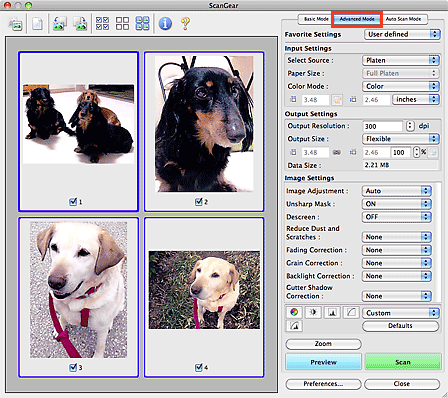 ScanGear
Basic Mode Advanced Mode Auto Scan Mode
Favorite Settings User defined
Input Settings
Select Source : Platen
Paper Size : Full Platen
Color Mode : Color
3.48 2.46 inches
Output Settings
Output Resolution : 300 dpi
Output Size : Flexible
3.48 2.46 100 %
Data Size : 2.21 MB
Image Settings
Image Adjustment : Auto
Unsharp Mask : ON
Descreen : OFF
Reduce Dust and
Scratches : None
Fading Correction : None
Grain Correction : None
Backlight Correction : None
Gutter Shadow
Correction : None
Custom
Defaults
Zoom
Preview Scan
Preferences... Close
1
2
3
4